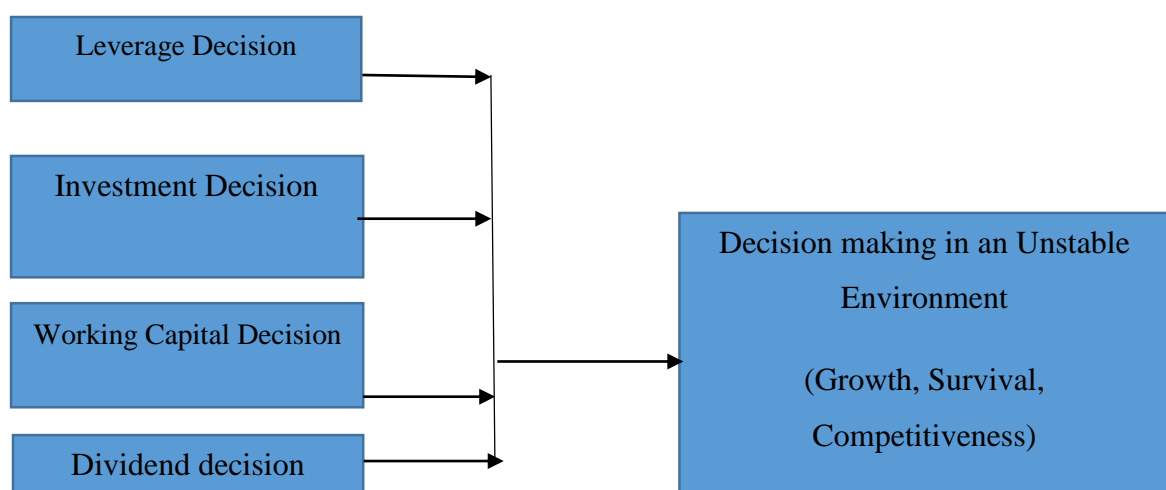 Leverage Decision
Investment Decision
Working Capital Decision
Dividend decision
Decision making in an Unstable
Environment
(Growth, Survival,
Competitiveness)